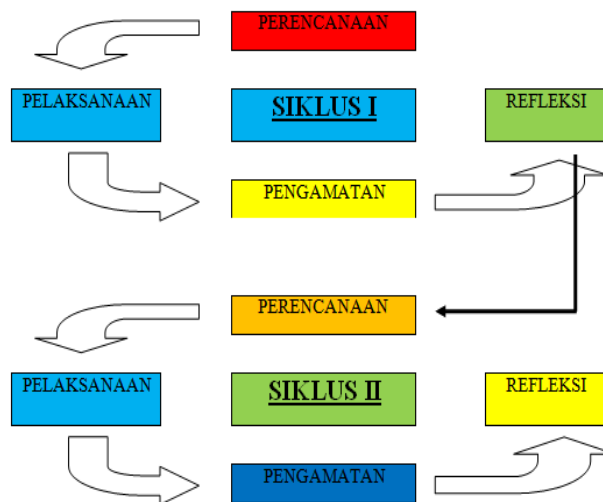 PERENCANAAN
PELAKSANAAN
SIKLUS I
REFLEKSI
PENGAMATAN
PERENCANAAN
PELAKSANAAN
SIKLUS II
REFLEKSI
PENGAMATAN